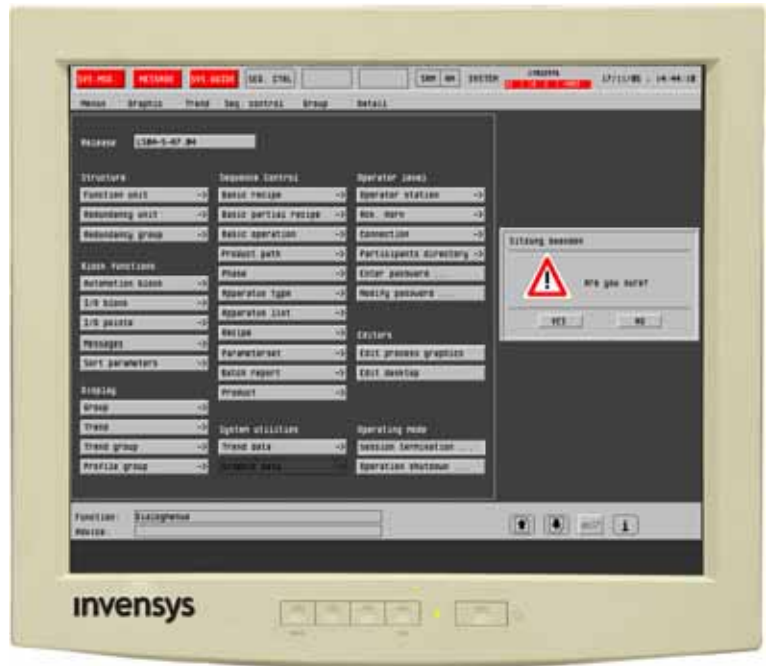 SYS MSG MESSAGE SYS GUIDE SEQ. CTRL SYSTEM 17/11/05 . 14:44:18
Menus Graphic Trend Seq control Group Detail
Release
Structure
Function unit ->
Redundancy unit ->
Redundancy group ->
Block functions
Automation block ->
I/O block ->
I/O points ->
Messages ->
Sort parameters ->
Display
Group ->
Trend ->
Trend group ->
Profile group ->
Sequence Control
Basic recipe ->
Basic partial recipe ->
Basic operation ->
Product path ->
Phase ->
Apparatus type ->
Apparatus list ->
Recipe ->
Parameterset ->
Batch report ->
Product ->
System utilities
Trend data ->
Operator level
Operator station ->
Connection ->
Participants directory ->
Enter password ...
Modify password ...
Editors
Edit process graphics
Edit desktop
Operating mode
Session termination ...
Operation shutdown ...
Sitzung beenden
Are you sure?
YES NO
Function: Dialogmenue
Advice:
invensys